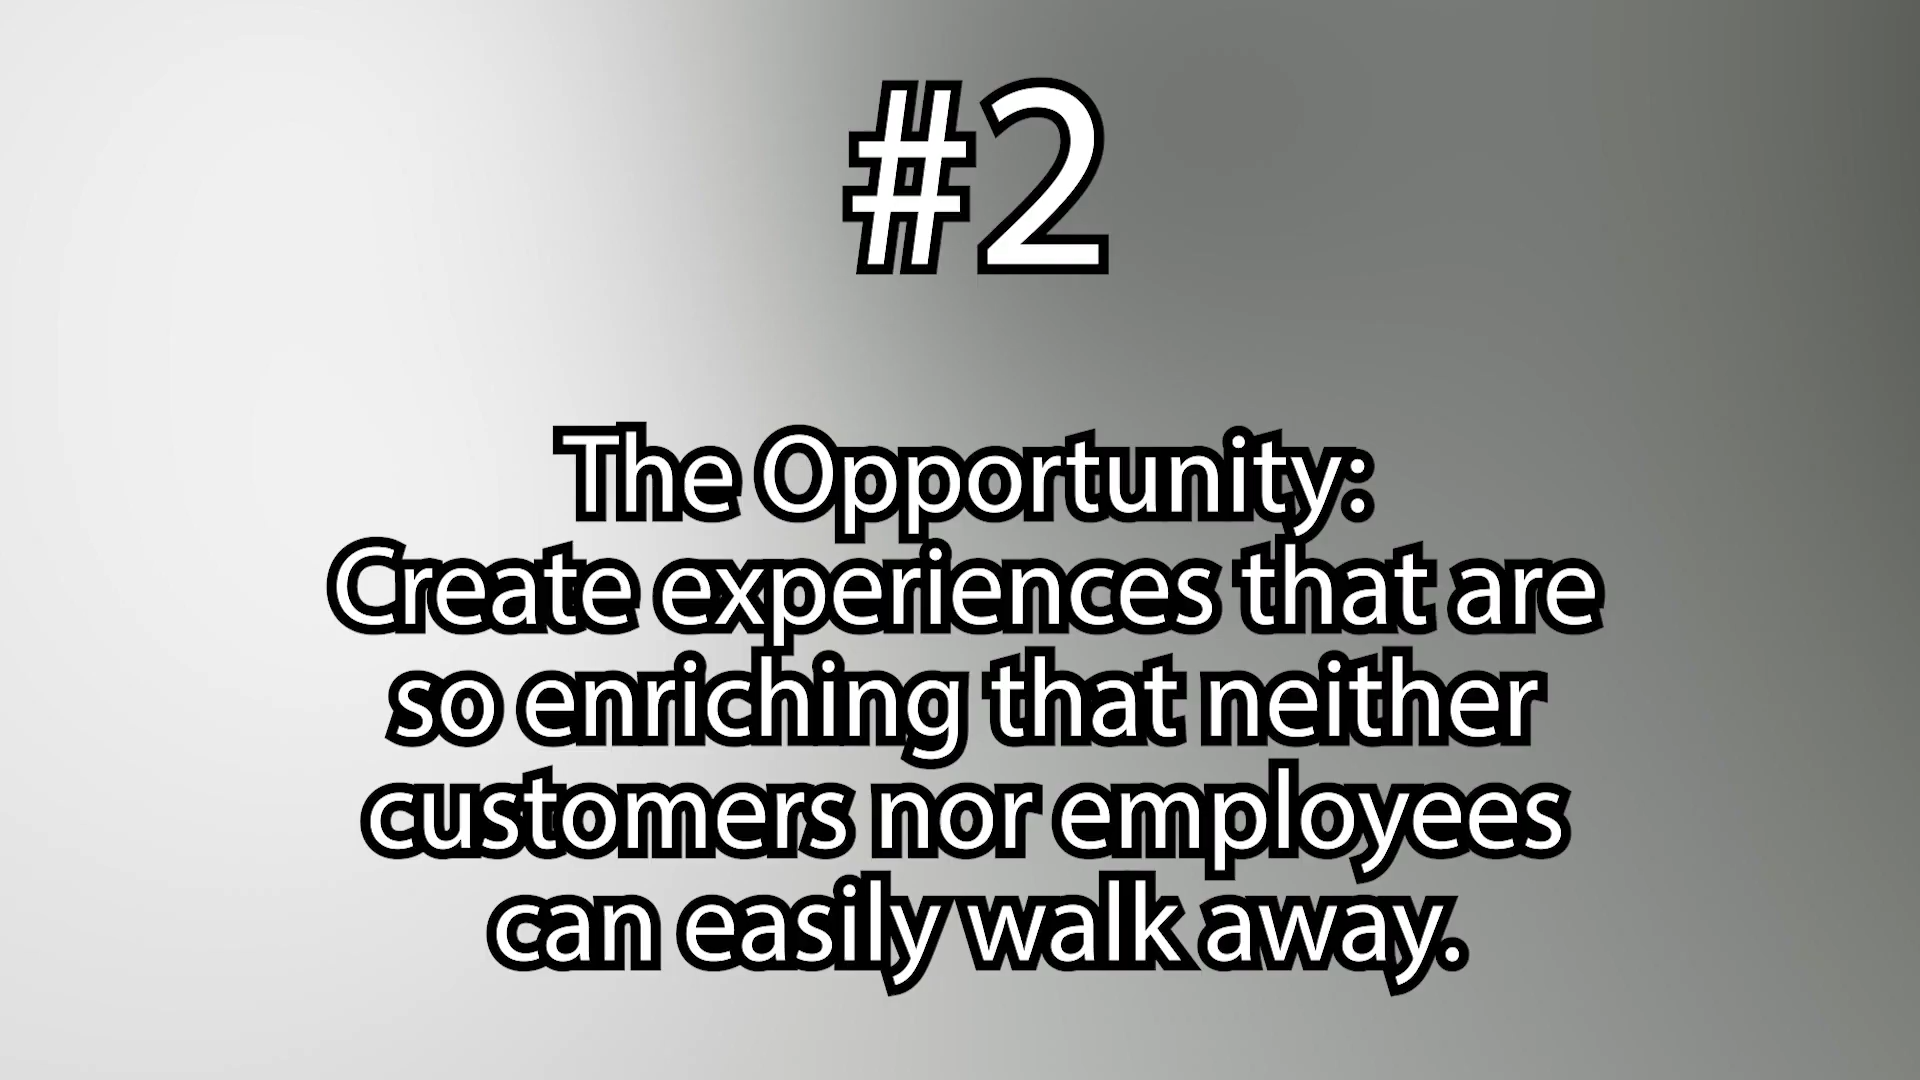 #2
The Opportunity:
Create experiences that are
so enriching that neither
customers nor employees
can easily walk away.